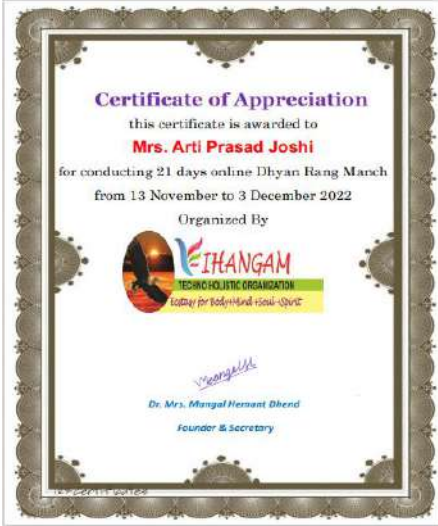 Certificate of Appreciation
this certificate is awarded to
Mrs. Arti Prasad Joshi
for conducting 21 days online Dhyan Rang Manch
from 13 November to 3 December 2022
Organized By
VIHANGAM
TECHNO HOLISTIC ORGANIZATION
Ecstasy for Body+Mind+Soul+Spirit
Dr. Mrs. Mangal Hemant Dhend
Founder & Secretary